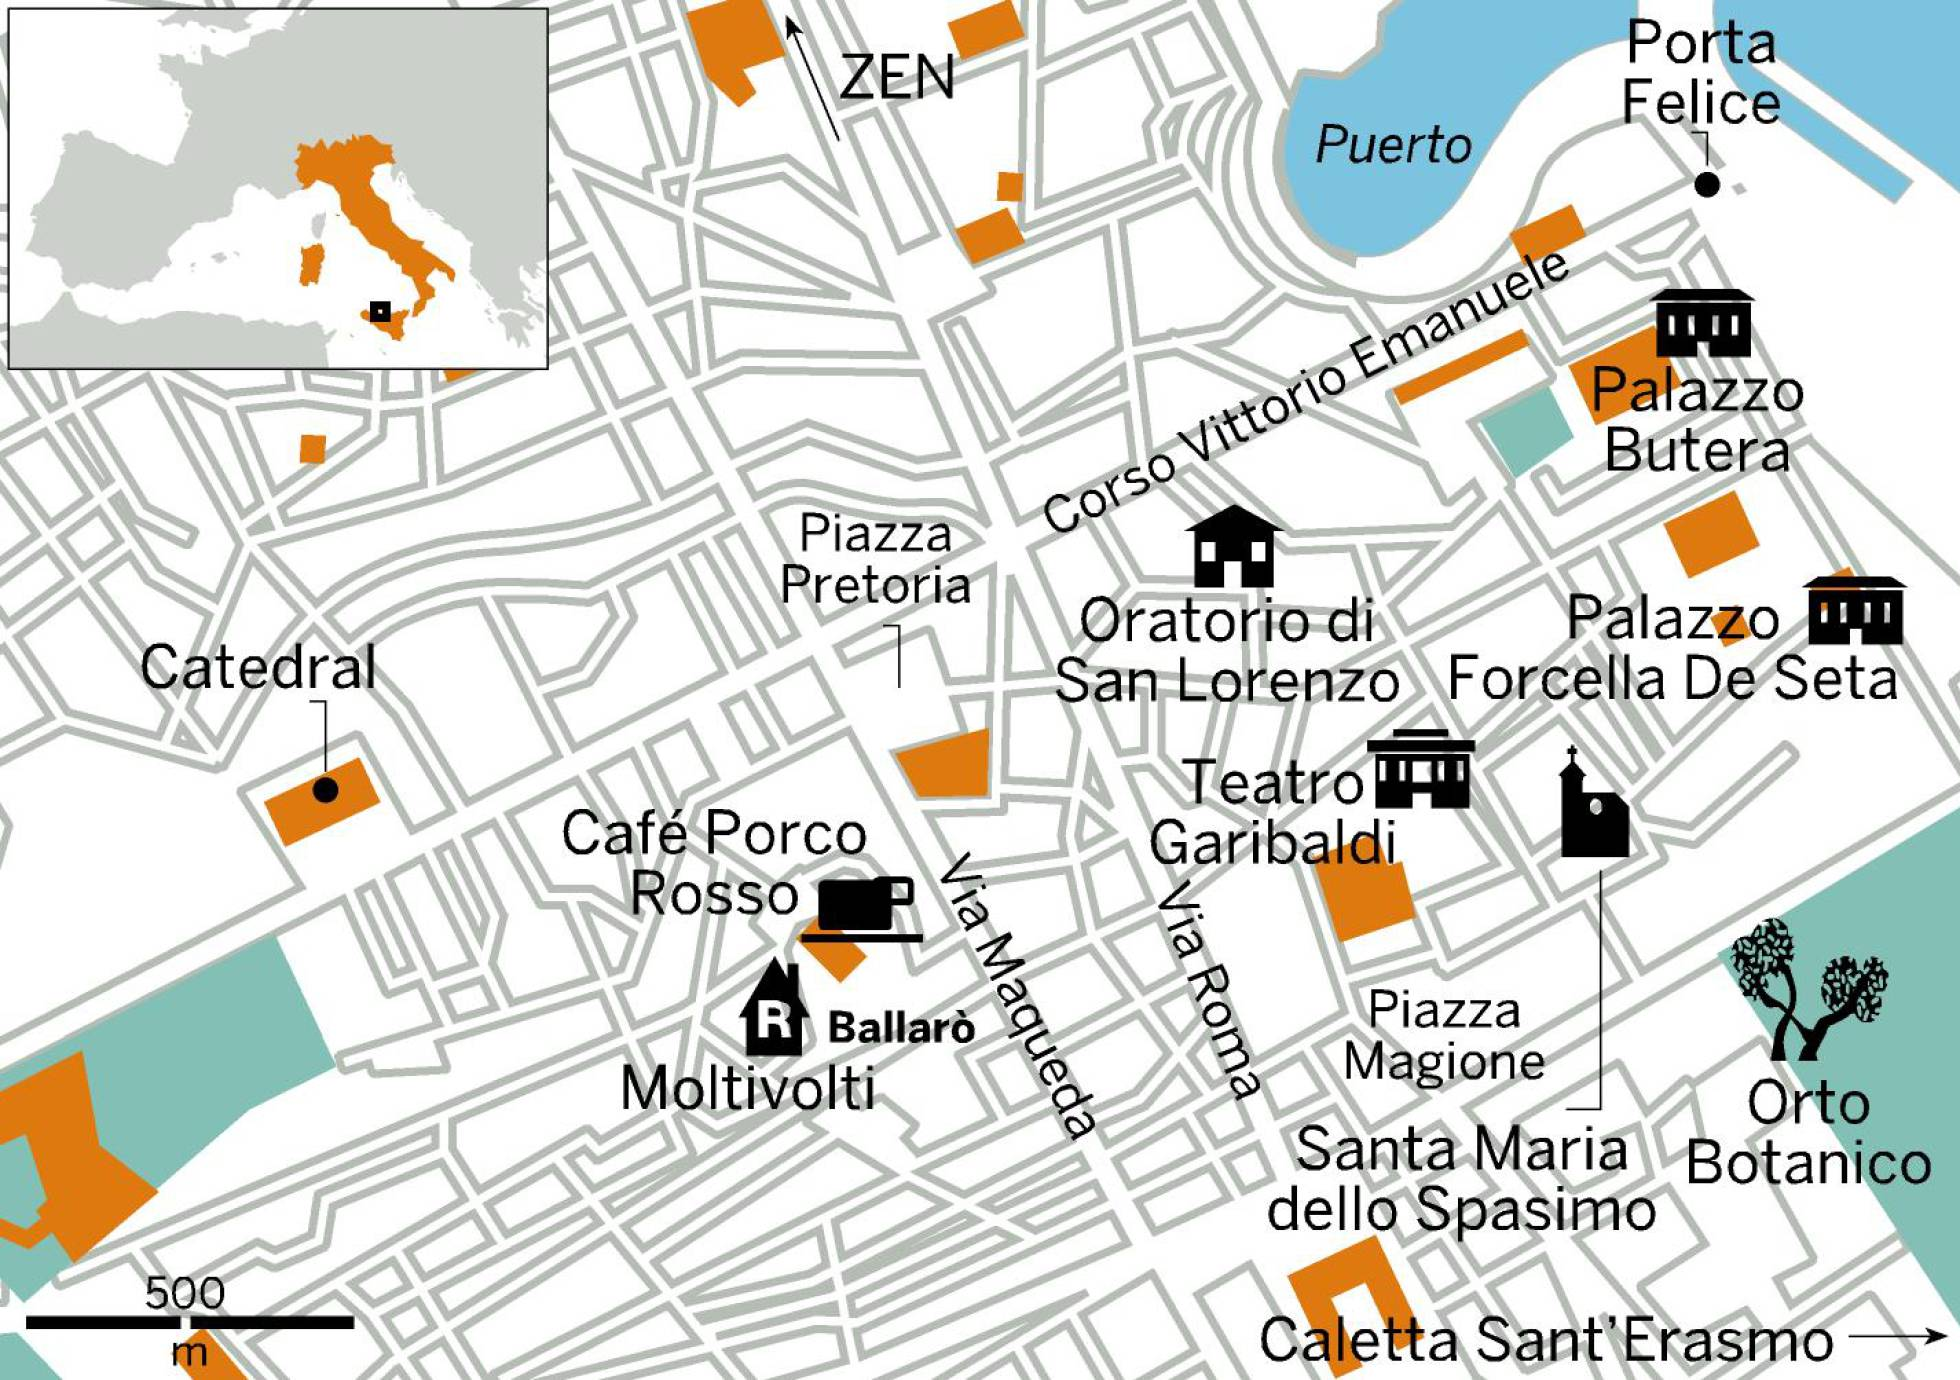 ZEN
Porta
Felice
Puerto
Corso Vittorio Emanuele
Palazzo
Butera
Piazza
Pretoria
Oratorio di
San Lorenzo
Palazzo
Forcella De Seta
Catedral
Teatro
Garibaldi
Café Porco
Rosso
Via Maqueda
Via Roma
R
Ballarò
Moltivolti
Piazza
Magione
Orto
Botanico
Santa Maria
dello Spasimo
500
m
Caletta Sant’Erasmo